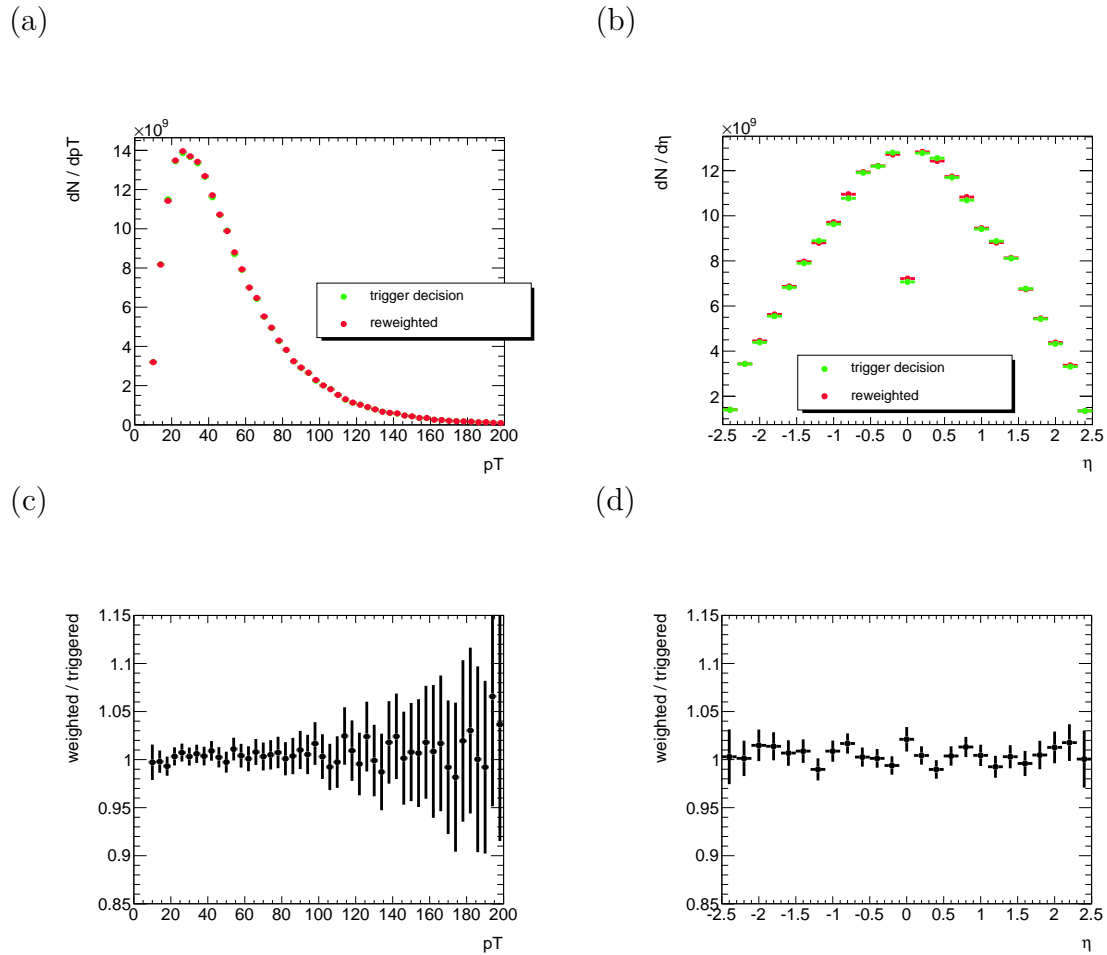 (a)
×10⁹
dN / dpT
14
12
10
8
6
4
2
0
0 20 40 60 80 100 120 140 160 180 200
pT
trigger decision
reweighted
(b)
×10⁹
dN / dη
12
10
8
6
4
2
-2.5 -2 -1.5 -1 -0.5 0 0.5 1 1.5 2 2.5
η
trigger decision
reweighted
(c)
weighted / triggered
1.15
1.1
1.05
1
0.95
0.9
0.85
0 20 40 60 80 100 120 140 160 180 200
pT
(d)
weighted / triggered
1.15
1.1
1.05
1
0.95
0.9
0.85
-2.5 -2 -1.5 -1 -0.5 0 0.5 1 1.5 2 2.5
η